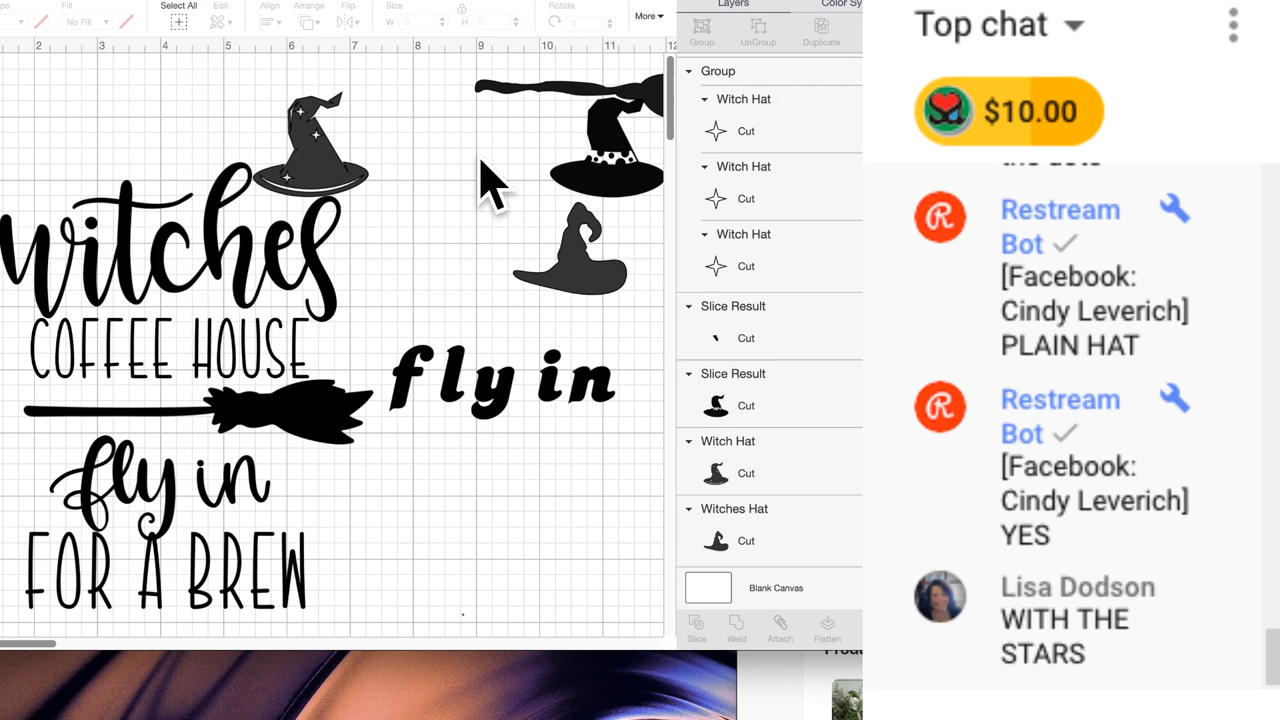 Fill
Select All
Edit
Align
Arrange
Flip
Size
Rotate
No Fill
W 0
H 0
0
More
2 3 4 5 6 7 8 9 10 11 12
witches
COFFEE HOUSE
fly in
FOR A BREW
fly in
Layers
Group
UnGroup
Duplicate
Group
Witch Hat
Cut
Witch Hat
Cut
Witch Hat
Cut
Slice Result
Cut
Slice Result
Cut
Witch Hat
Cut
Witches Hat
Cut
Blank Canvas
Slice
Weld
Attach
Flatten
Top chat
$10.00
Restream
Bot
[Facebook:
Cindy Leverich]
PLAIN HAT
Restream
Bot
[Facebook:
Cindy Leverich]
YES
Lisa Dodson
WITH THE
STARS